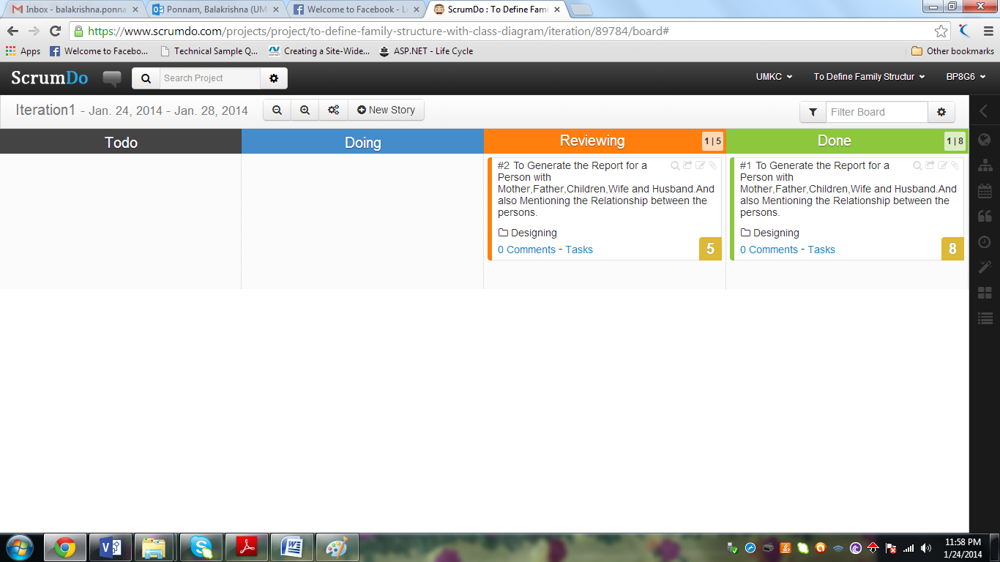 Inbox - balakrishna.ponna
Ponnam, Balakrishna (UM
Welcome to Facebook - L
ScrumDo : To Define Fami
https://www.scrumdo.com/projects/project/to-define-family-structure-with-class-diagram/iteration/89784/board#
Apps
Welcome to Facebo...
Technical Sample Q...
Creating a Site-Wide...
ASP.NET - Life Cycle
Other bookmarks
ScrumDo
Search Project
UMKC
To Define Family Structur
BP8G6
Iteration1 - Jan. 24, 2014 - Jan. 28, 2014
New Story
Filter Board
Todo
Doing
Reviewing
1 | 5
Done
1 | 8
#2 To Generate the Report for a
Person with
Mother,Father,Children,Wife and Husband.And
also Mentioning the Relationship between the
persons.
Designing
0 Comments - Tasks
5
#1 To Generate the Report for a
Person with
Mother,Father,Children,Wife and Husband.And
also Mentioning the Relationship between the
persons.
Designing
0 Comments - Tasks
8
11:58 PM
1/24/2014